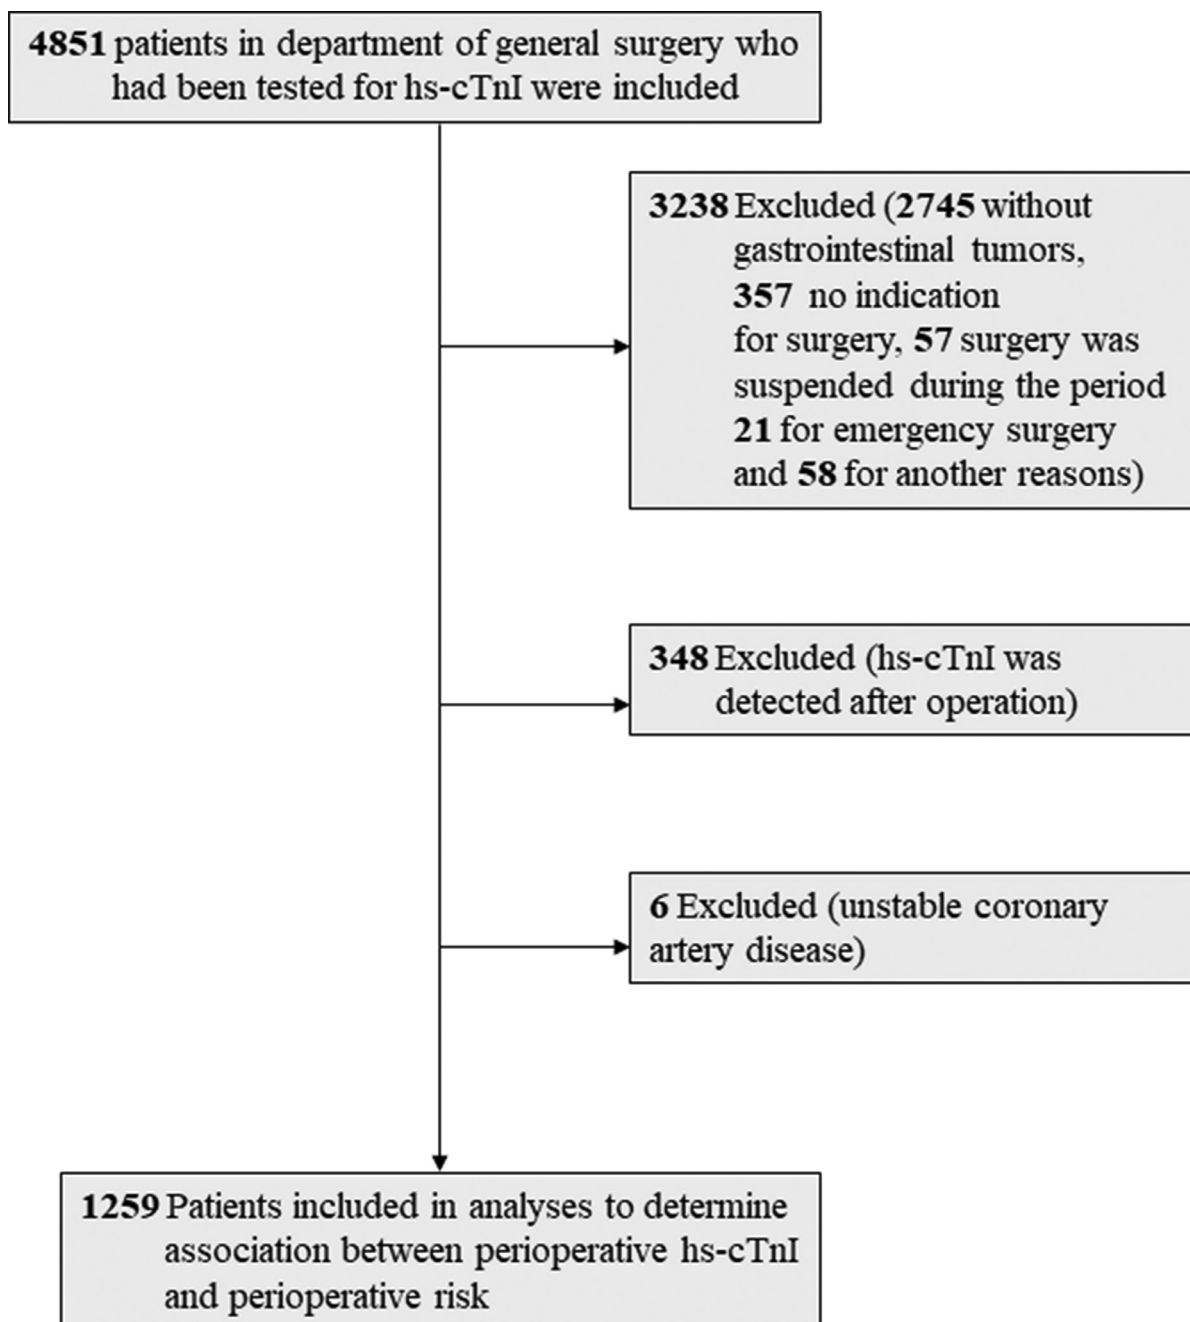 4851 patients in department of general surgery who
had been tested for hs-cTnI were included
3238 Excluded (2745 without
gastrointestinal tumors,
357 no indication
for surgery, 57 surgery was
suspended during the period
21 for emergency surgery
and 58 for another reasons)
348 Excluded (hs-cTnI was
detected after operation)
6 Excluded (unstable coronary
artery disease)
1259 Patients included in analyses to determine
association between perioperative hs-cTnI
and perioperative risk